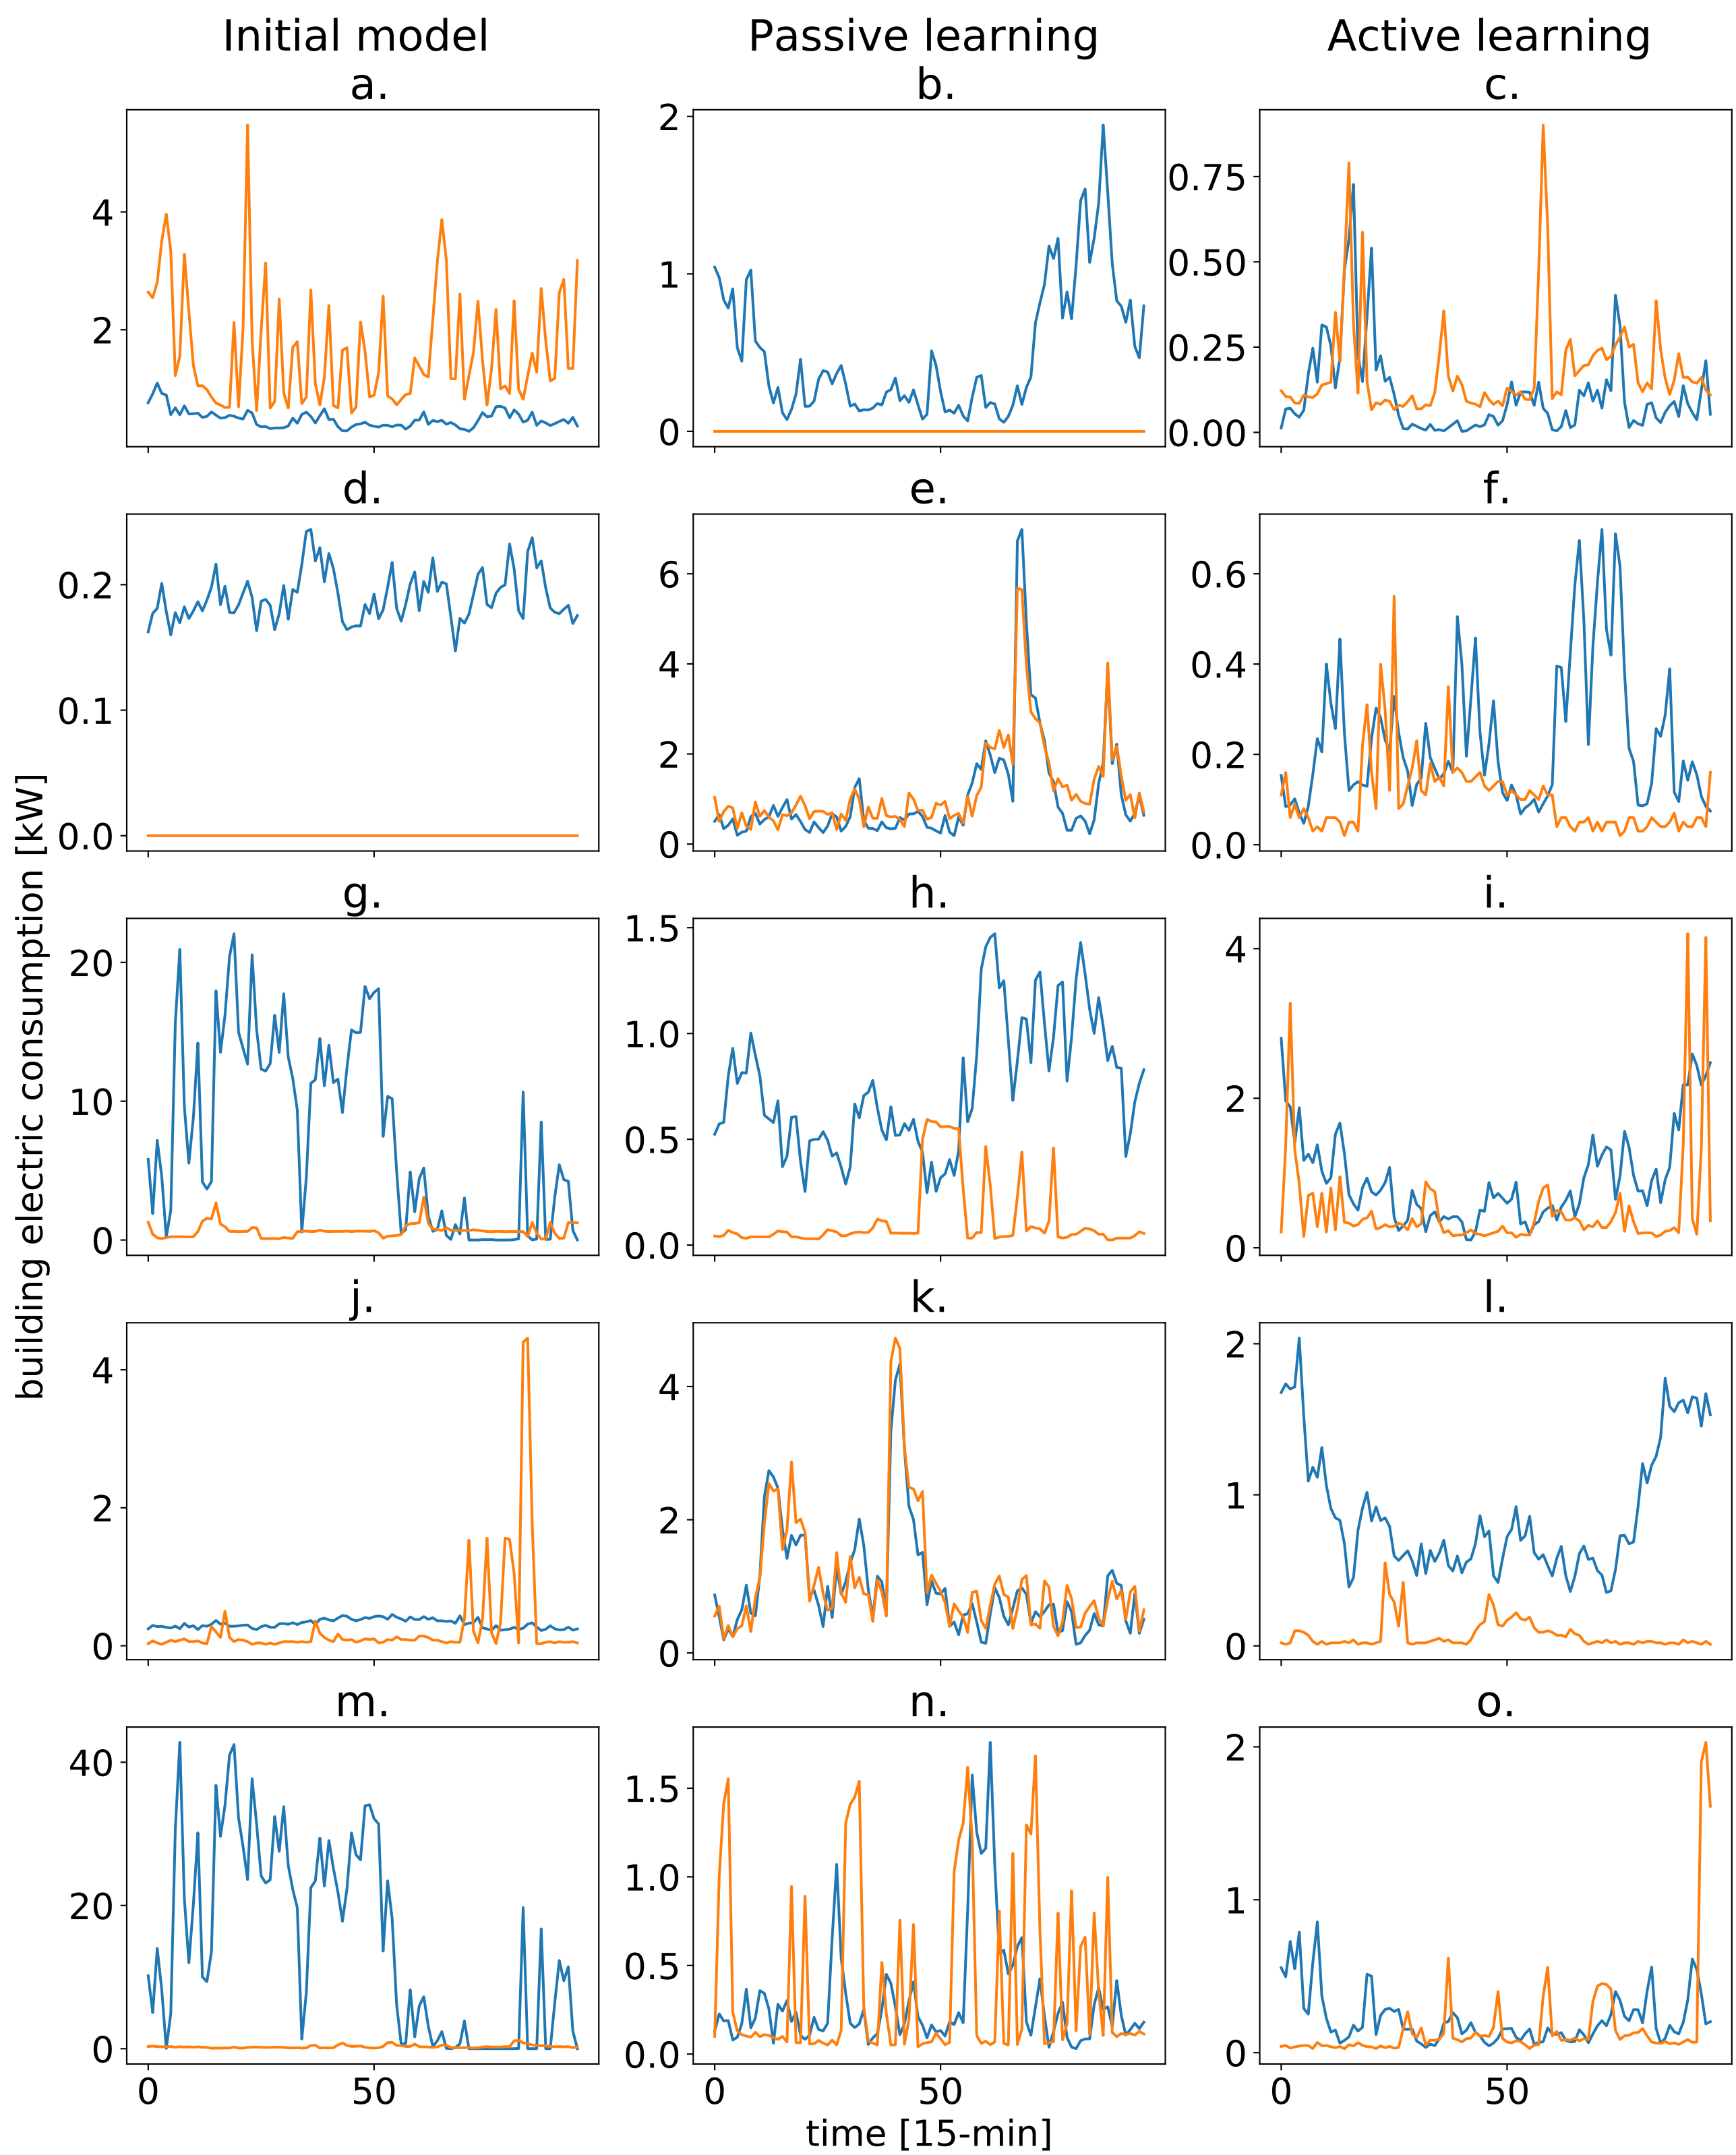 Initial model
Passive learning
Active learning
a.
b.
c.
4
2
2
1
0
0.75
0.50
0.25
0.00
d.
e.
f.
0.2
0.1
0.0
6
4
2
0
0.6
0.4
0.2
0.0
g.
h.
i.
20
10
0
1.5
1.0
0.5
0.0
4
2
0
j.
k.
l.
4
2
0
4
2
0
2
1
0
m.
n.
o.
40
20
0
1.5
1.0
0.5
0.0
2
1
0
0 50
0 50
0 50
building electric consumption [kW]
time [15-min]